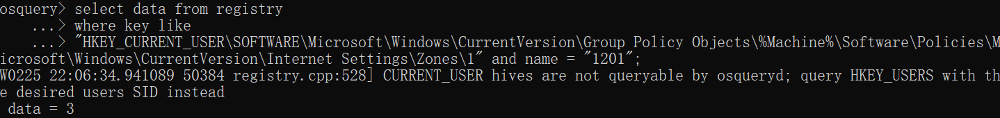 osquery> select data from registry
    ...> where key like
    ...> "HKEY_CURRENT_USER\SOFTWARE\Microsoft\Windows\CurrentVersion\Group Policy Objects\%Machine%\Software\Policies\M
icrosoft\Windows\CurrentVersion\Internet Settings\Zones\1" and name = "1201";
W0225 22:06:34.941089 50384 registry.cpp:528] CURRENT_USER hives are not queryable by osqueryd; query HKEY_USERS with th
e desired users SID instead
 data = 3